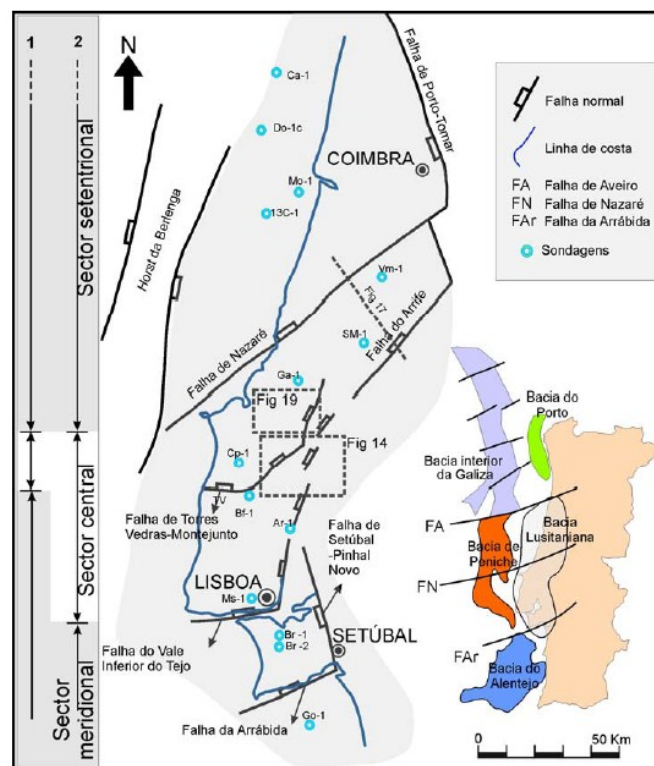 1
2
N
Sector setentrional
Sector central
Sector
meridional
Horst da Berlenga
Ca-1
Do-1c
Mo-1
13C-1
COIMBRA
Falha de Porto-Tomar
Vm-1
Fig 17
SM-1
Falha do Arrife
Falha de Nazaré
Ga-1
Fig 19
Fig 14
Cp-1
TV
Bf-1
Falha de Torres
Vedras-Montejunto
Ar-1
Falha de
Setúbal
-Pinhal
Novo
LISBOA
Ms-1
Br-1
Br-2
SETÚBAL
Falha do Vale
Inferior do Tejo
Falha da Arrábida
Go-1
Falha normal
Linha de costa
FA Falha de Aveiro
FN Falha de Nazaré
FAr Falha da Arrábida
Sondagens
Bacia do
Porto
Bacia interior
da Galiza
FA
Bacia
Lusitaniana
Bacia de
Peniche
FN
FAr
Bacia do
Alentejo
0 50 Km